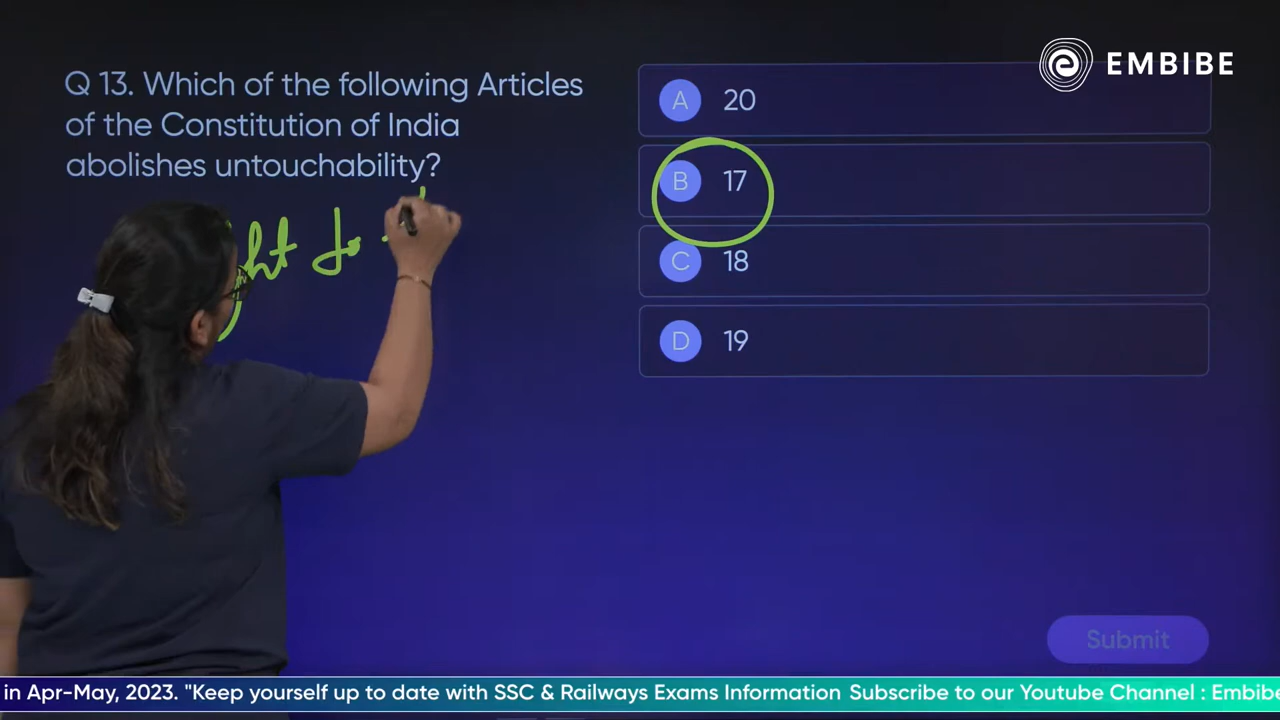 EMBIBE
Q 13. Which of the following Articles
of the Constitution of India
abolishes untouchability?
A 20
B 17
C 18
D 19
to
Submit
in Apr-May, 2023. "Keep yourself up to date with SSC & Railways Exams Information Subscribe to our Youtube Channel : Embibe